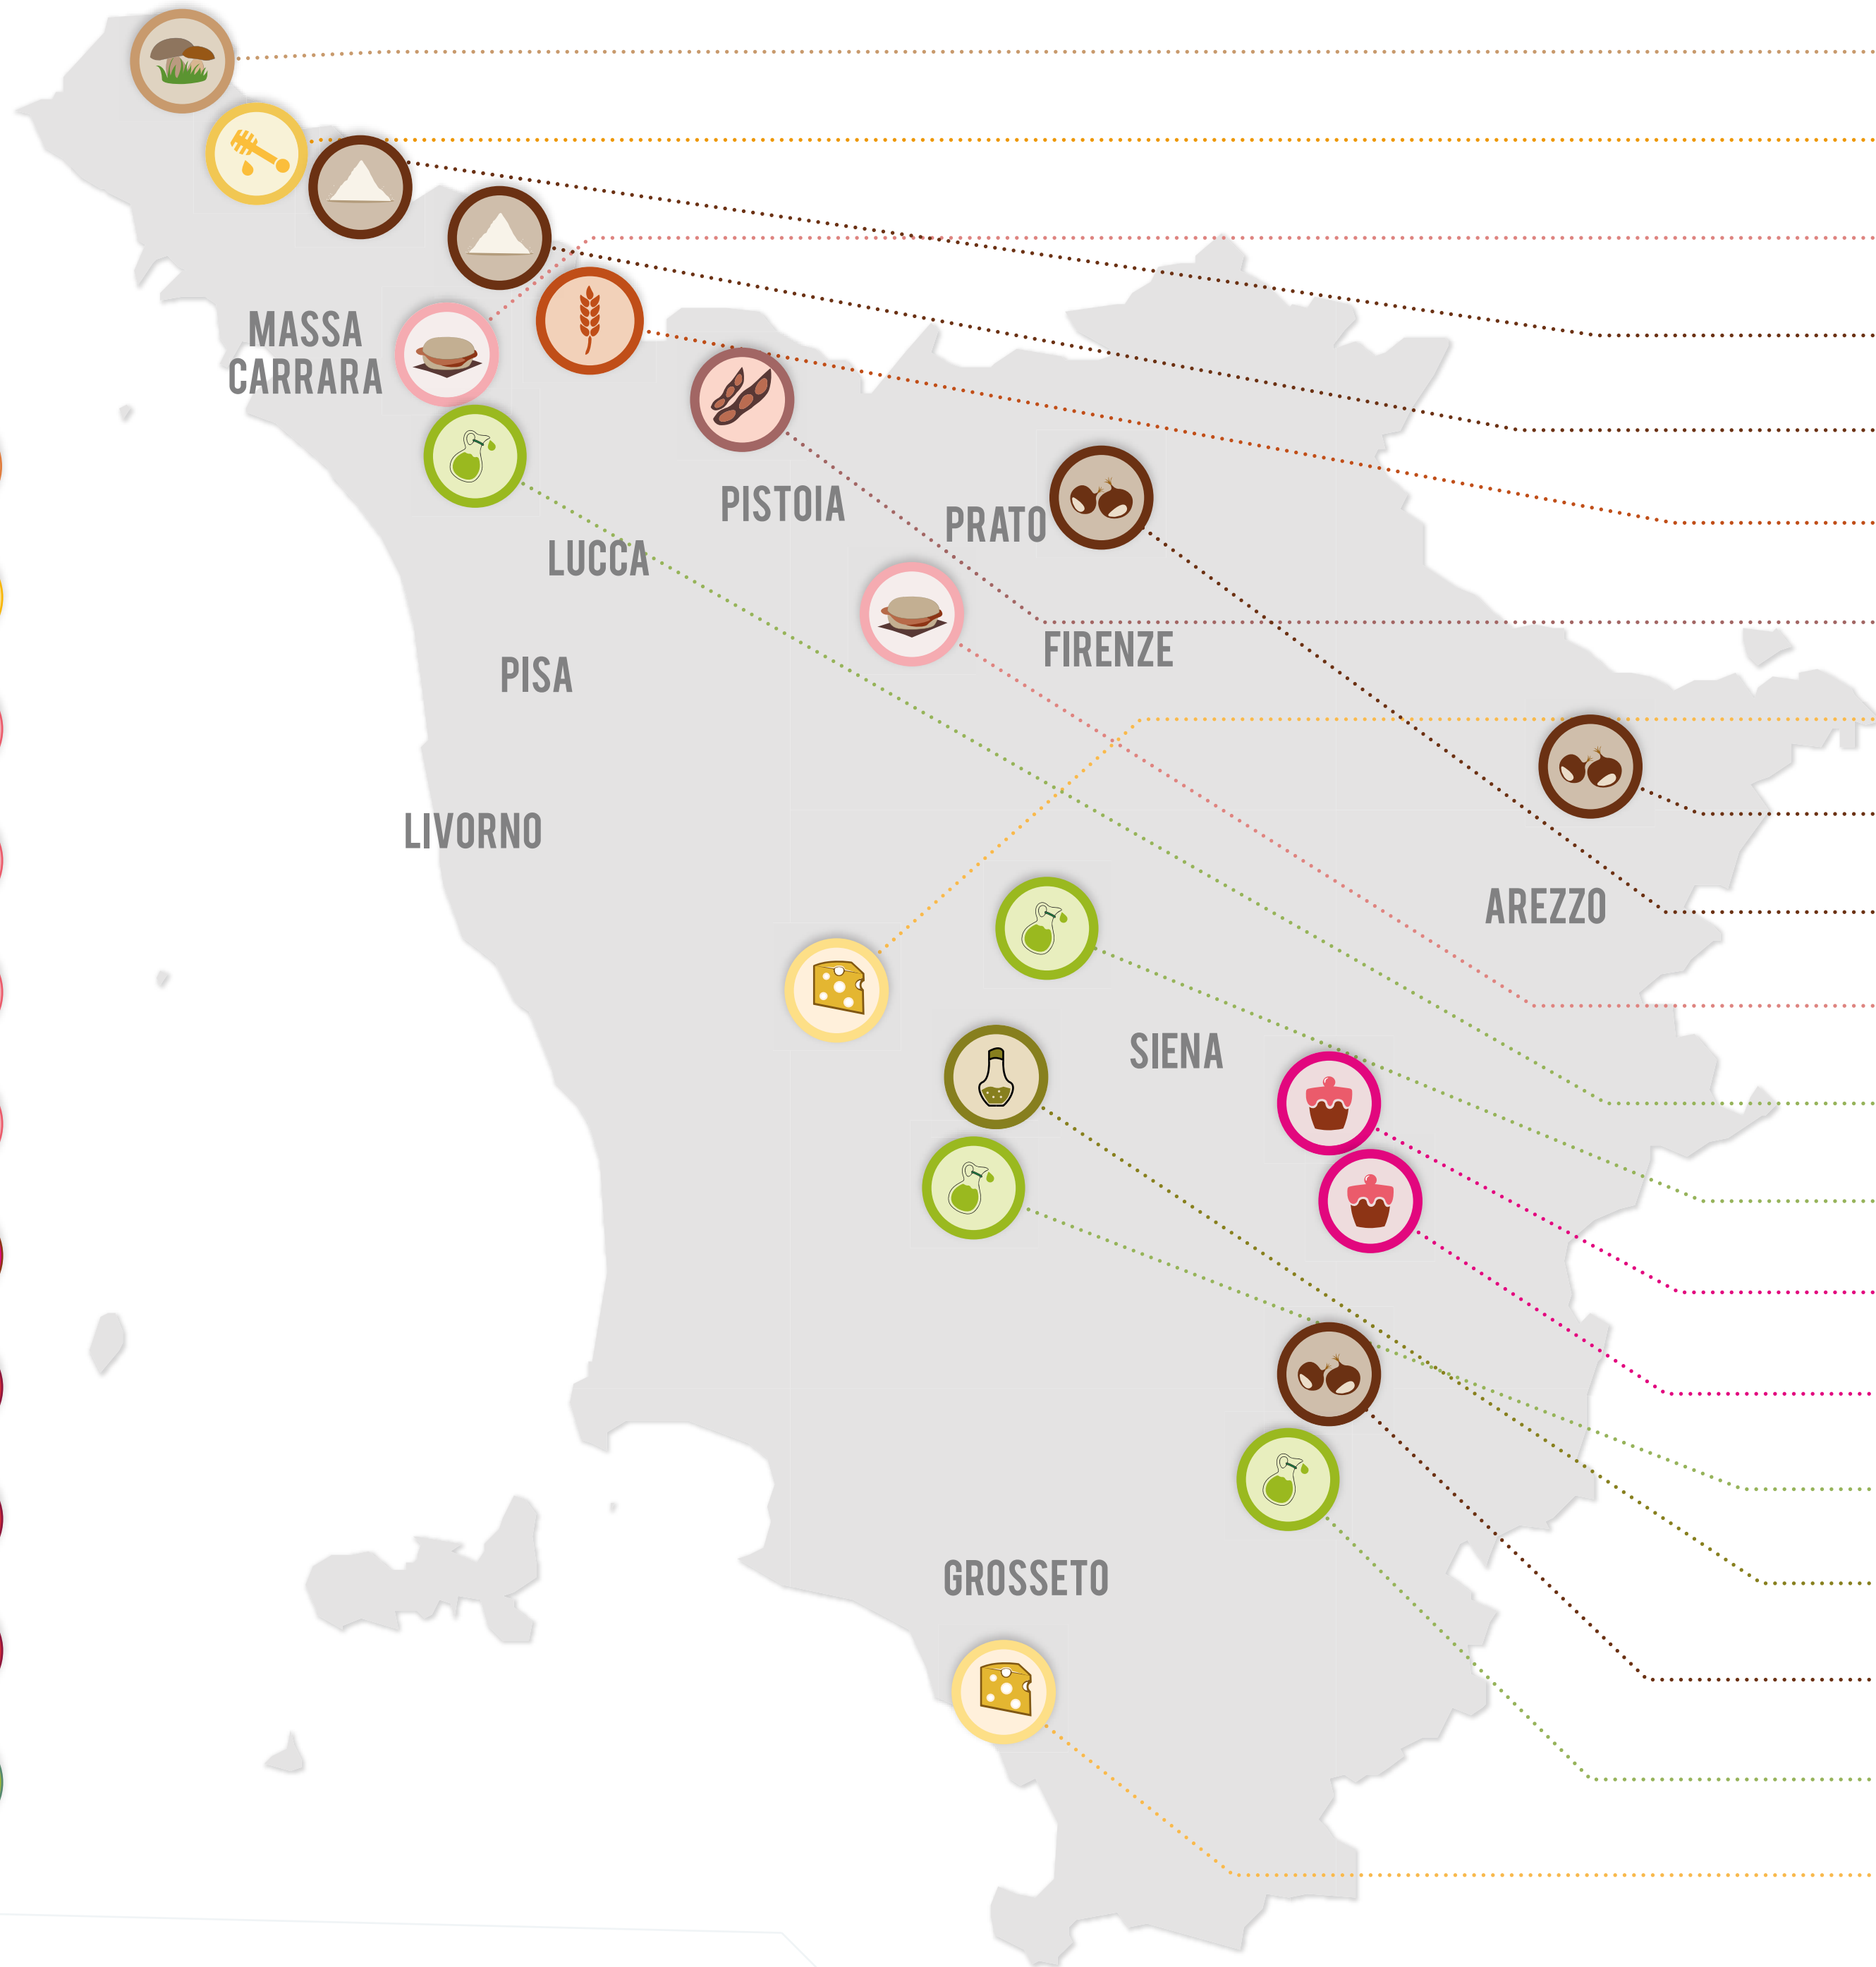 MASSA
CARRARA
PISTOIA
PRATO
LUCCA
FIRENZE
PISA
LIVORNO
AREZZO
SIENA
GROSSETO